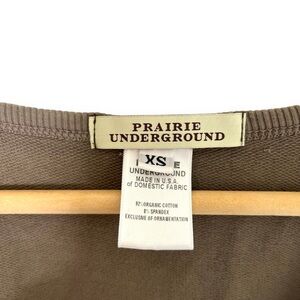 PRAIRIE
UNDERGROUND
XS
E
UNDERGROUND
MADE IN U.S.A.
of DOMESTIC FABRIC
92% ORGANIC COTTON
8% SPANDEX
EXCLUSIVE OF ORNAMENTATION